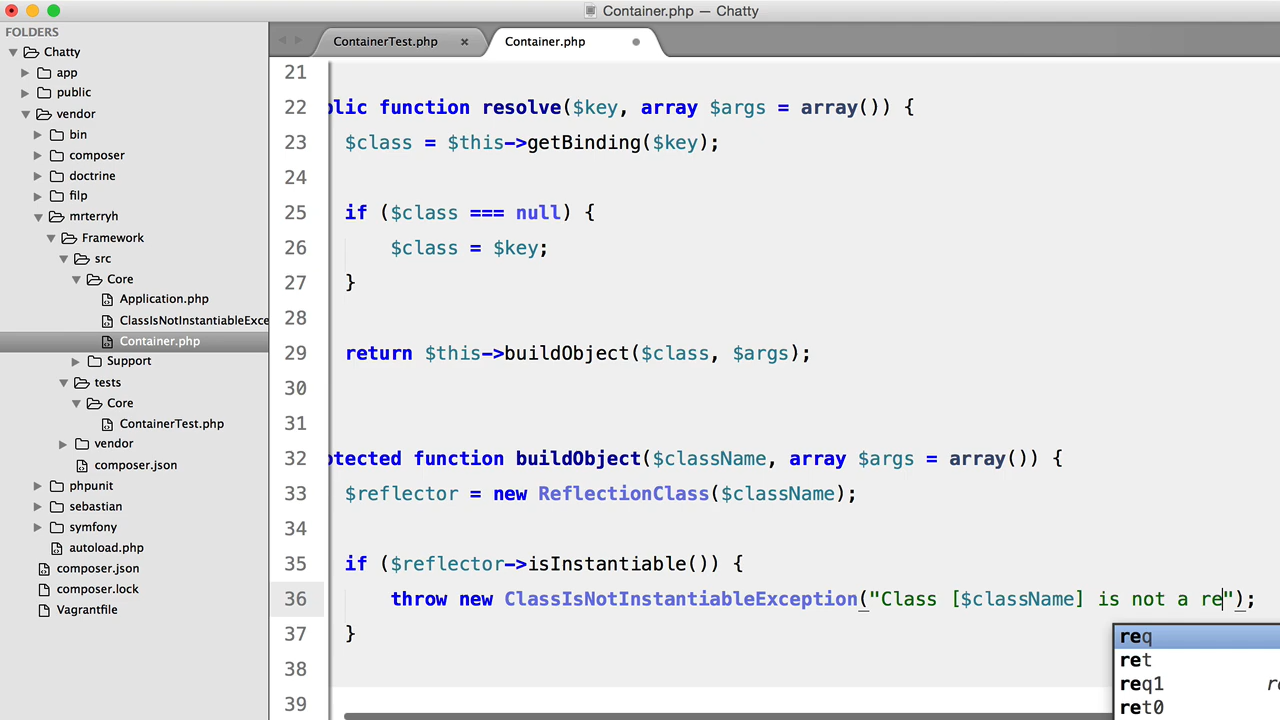 Container.php — Chatty
FOLDERS
Chatty
app
public
vendor
bin
composer
doctrine
filp
mrterryh
Framework
src
Core
Application.php
ClassIsNotInstantiableExce
Container.php
Support
tests
Core
ContainerTest.php
vendor
composer.json
phpunit
sebastian
symfony
autoload.php
composer.json
composer.lock
Vagrantfile
ContainerTest.php ×
Container.php
21
22 blic function resolve($key, array $args = array()) {
23 $class = $this->getBinding($key);
24
25 if ($class === null) {
26 $class = $key;
27 }
28
29 return $this->buildObject($class, $args);
30
31
32 otected function buildObject($className, array $args = array()) {
33 $reflector = new ReflectionClass($className);
34
35 if ($reflector->isInstantiable()) {
36 throw new ClassIsNotInstantiableException("Class [$className] is not a re");
37 }
38
39
req
ret
req1 re
ret0